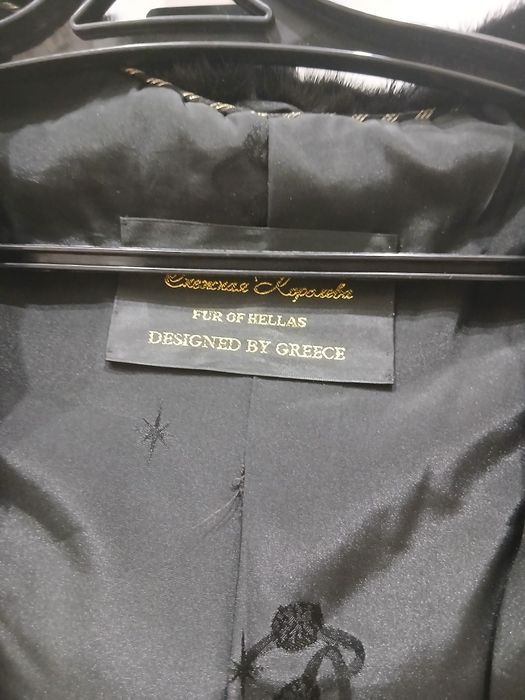 Снежная Королева
FUR OF HELLAS
DESIGNED BY GREECE